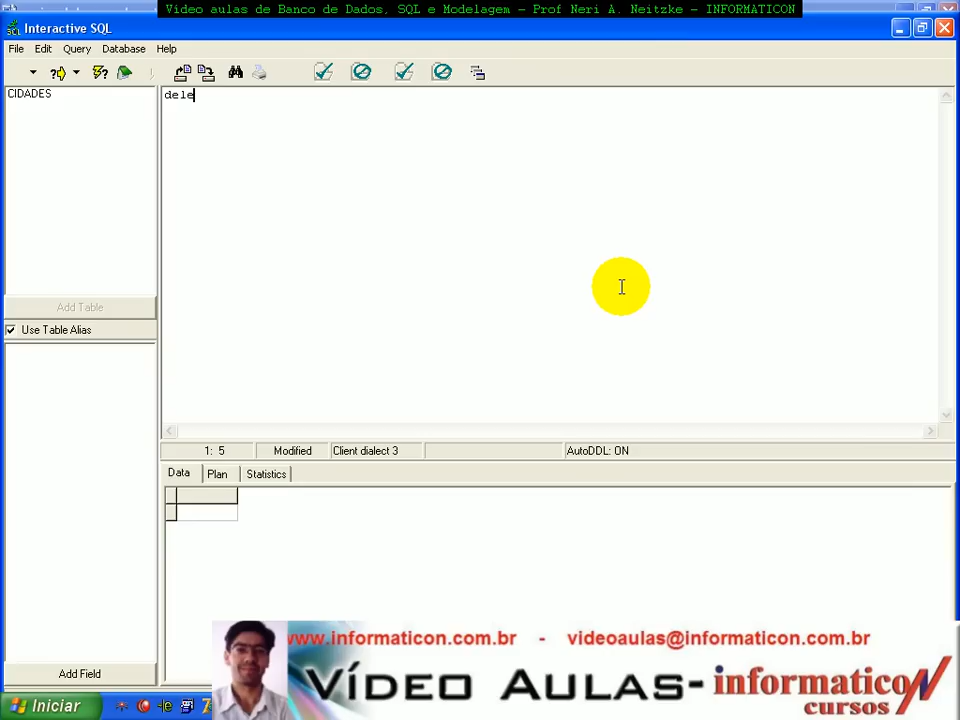 Video aulas de Banco de Dados, SQL e Modelagem - Prof Neri A. Neitzke - INFORMATICON
Interactive SQL
File Edit Query Database Help
CIDADES
dele
Add Table
Use Table Alias
1: 5 Modified Client dialect 3 AutoDDL: ON
Data Plan Statistics
www.informaticon.com.br - videoaulas@informaticon.com.br
Add Field
VÍDEO AULAS- informaticon
cursos
Iniciar